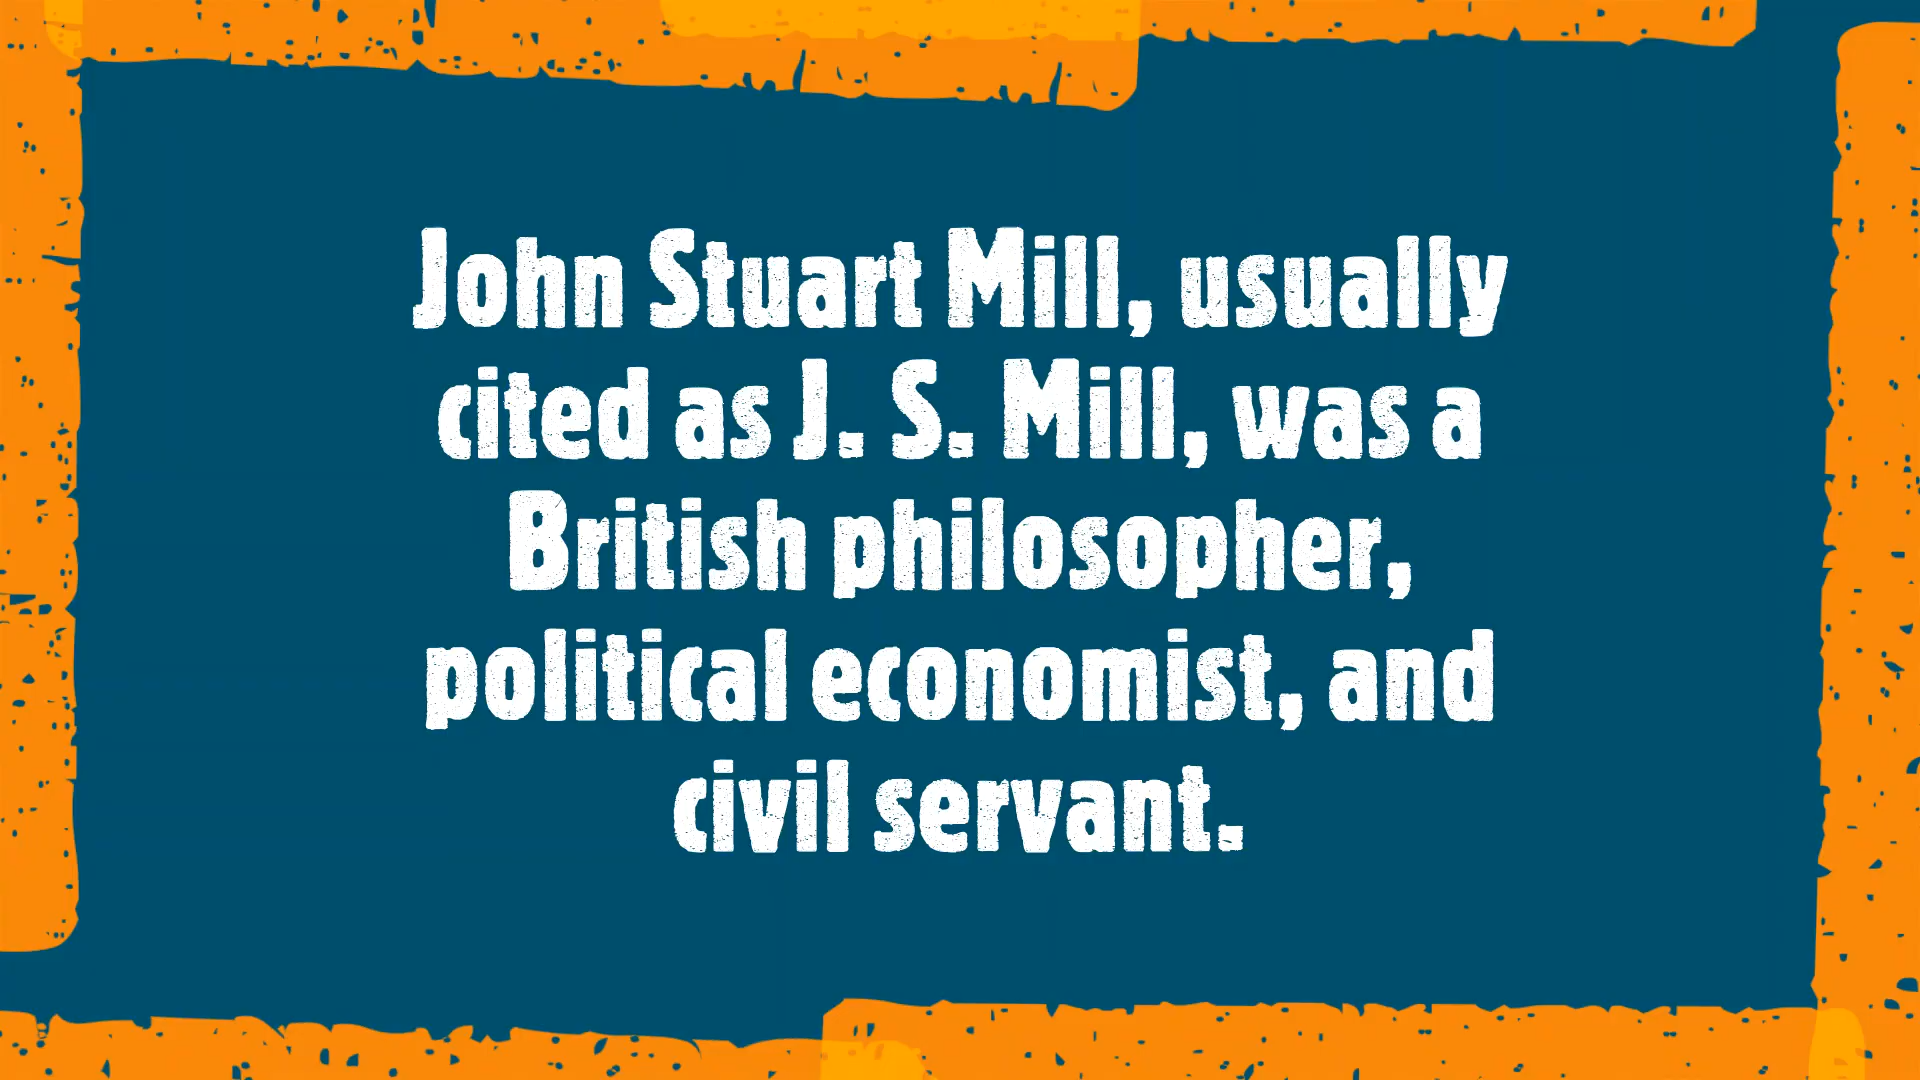 John Stuart Mill, usually
cited as J. S. Mill, was a
British philosopher,
political economist, and
civil servant.